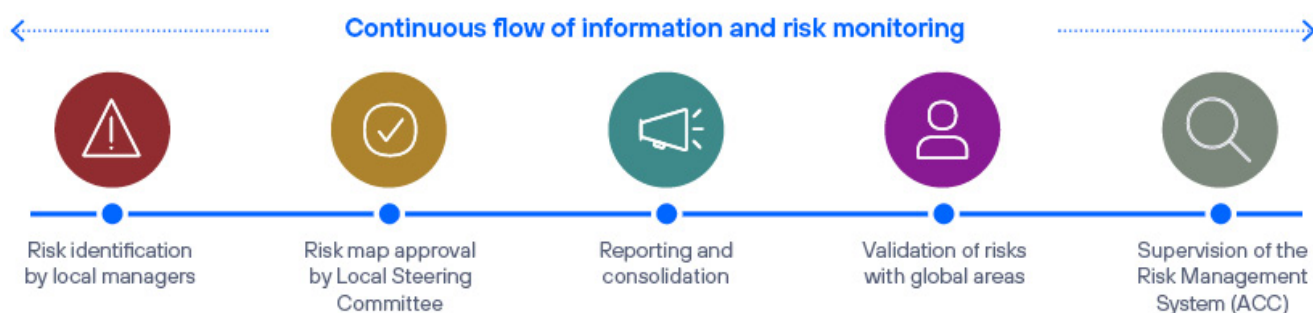 Continuous flow of information and risk monitoring
Risk identification
by local managers
Risk map approval
by Local Steering
Committee
Reporting and
consolidation
Validation of risks
with global areas
Supervision of the
Risk Management
System (ACC)